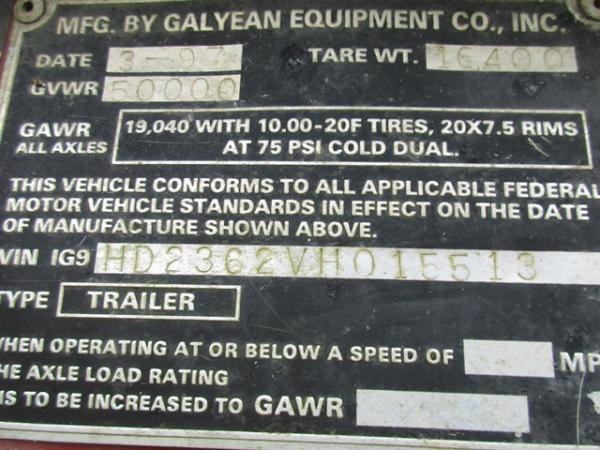 MFG. BY GALYEAN EQUIPMENT CO., INC.
DATE 3-97 TARE WT. 16400
GVWR 50000
GAWR ALL AXLES
19,040 WITH 10.00-20F TIRES, 20X7.5 RIMS
AT 75 PSI COLD DUAL.
THIS VEHICLE CONFORMS TO ALL APPLICABLE FEDERAL
MOTOR VEHICLE STANDARDS IN EFFECT ON THE DATE
OF MANUFACTURE SHOWN ABOVE.
VIN IG9 HD2362VH015513
TYPE TRAILER
WHEN OPERATING AT OR BELOW A SPEED OF MP
THE AXLE LOAD RATING
IS TO BE INCREASED TO GAWR